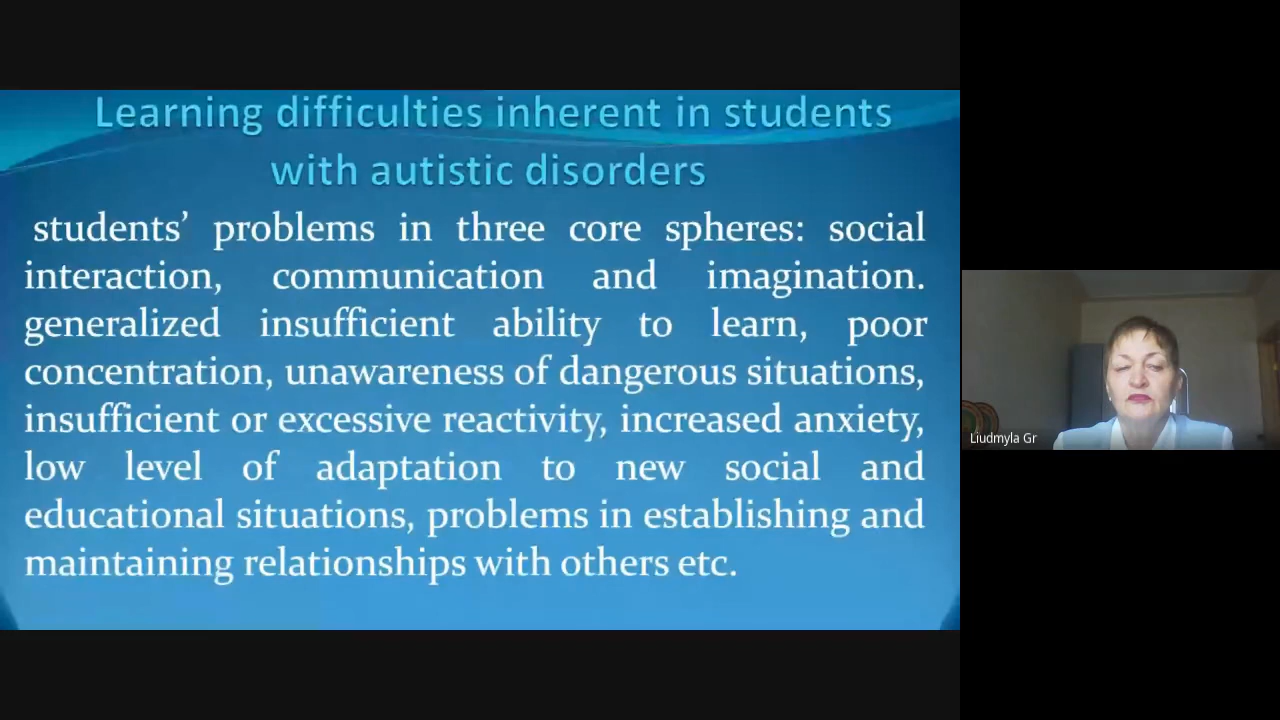 Learning difficulties inherent in students
with autistic disorders
students’ problems in three core spheres: social
interaction, communication and imagination.
generalized insufficient ability to learn, poor
concentration, unawareness of dangerous situations,
insufficient or excessive reactivity, increased anxiety,
low level of adaptation to new social and
educational situations, problems in establishing and
maintaining relationships with others etc.
Liudmyla Gr